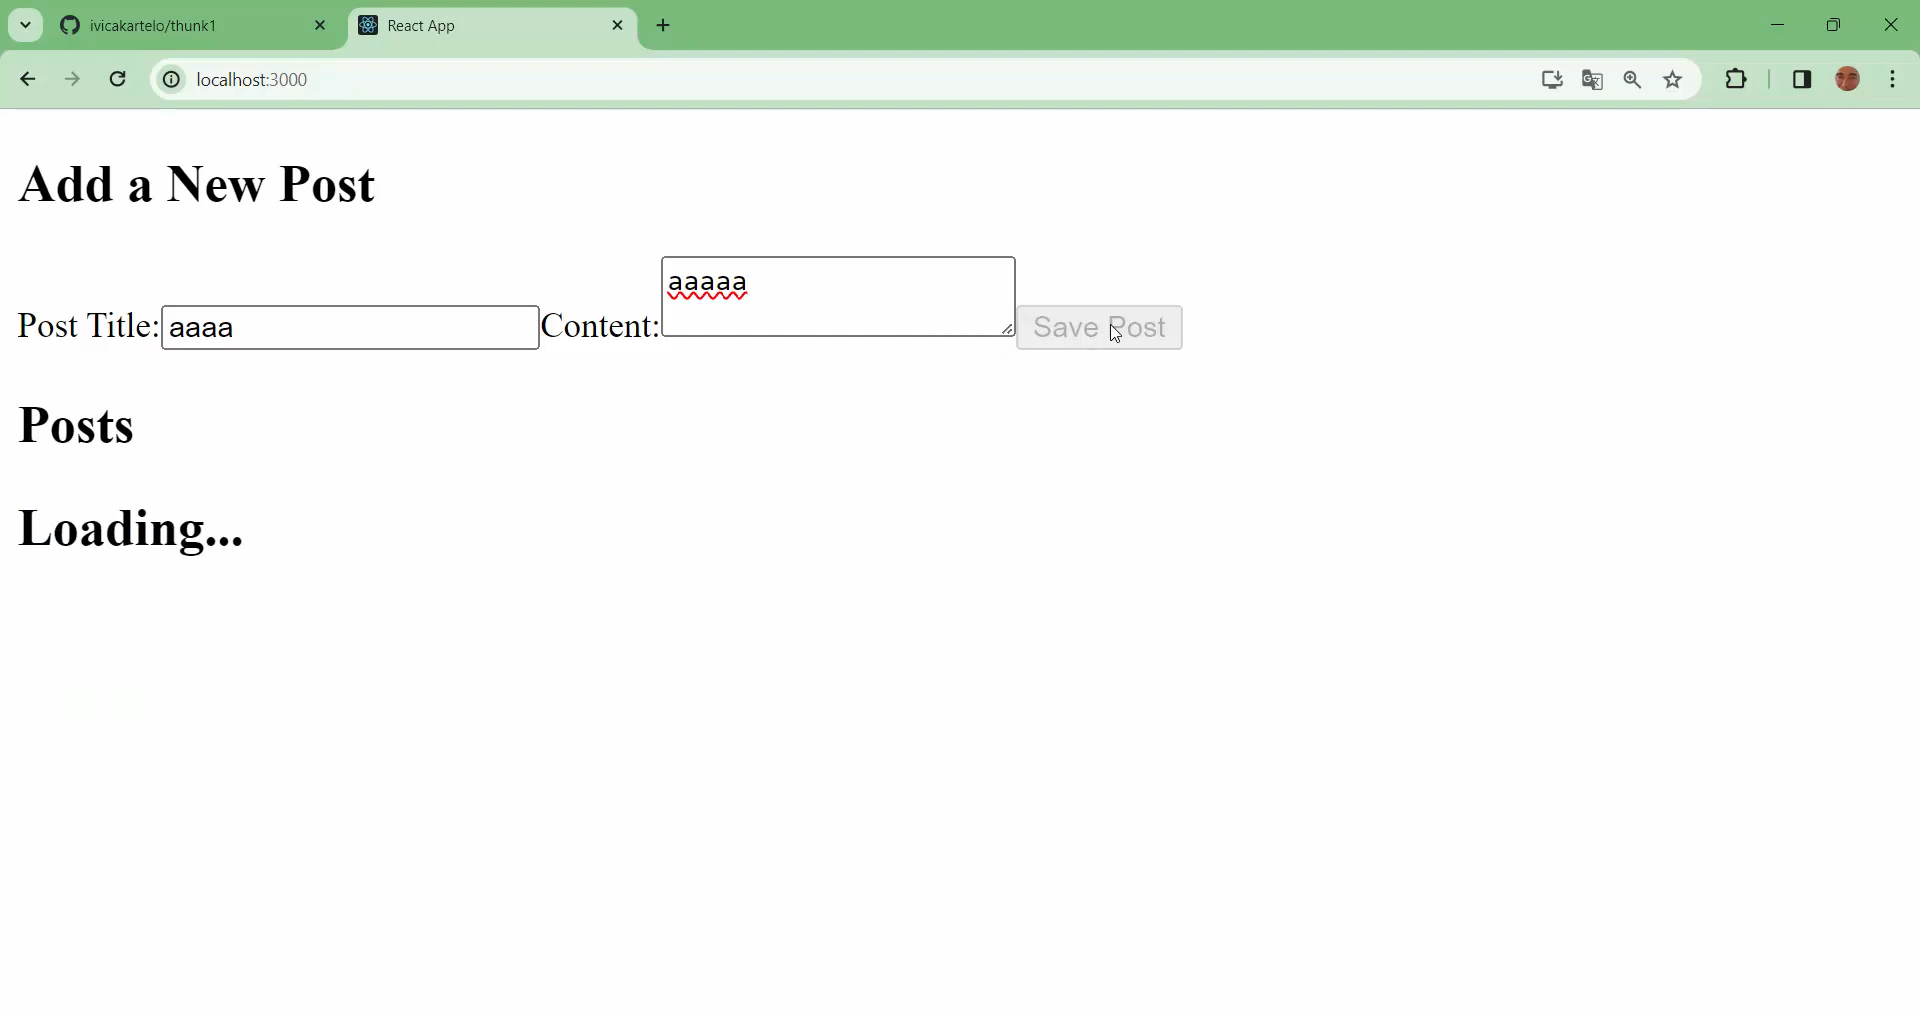 ivicakartelo/thunk1
React App
localhost:3000
Add a New Post
Post Title:
aaaa
Content:
aaaaa
Save Post
Posts
Loading...